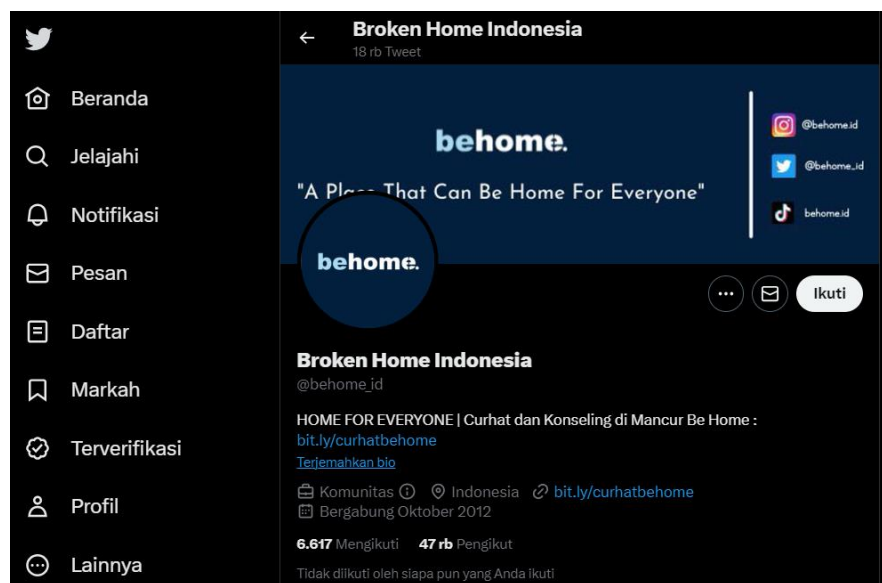 Beranda
Jelajahi
Notifikasi
Pesan
Daftar
Markah
Terverifikasi
Profil
Lainnya
Broken Home Indonesia
18 rb Tweet
behome.
"A Place That Can Be Home For Everyone"
@behome.id
@behome_id
behome.id
behome.
Ikuti
Broken Home Indonesia
@behome_id
HOME FOR EVERYONE | Curhat dan Konseling di Mancur Be Home :
bit.ly/curhatbehome
Terjemahkan bio
Komunitas Indonesia bit.ly/curhatbehome
Bergabung Oktober 2012
6.617 Mengikuti 47 rb Pengikut
Tidak diikuti oleh siapa pun yang Anda ikuti